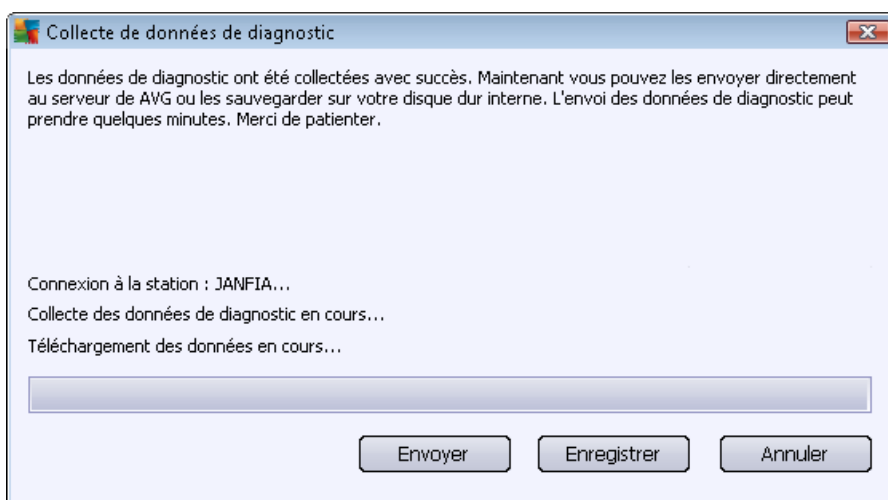 Collecte de données de diagnostic
Les données de diagnostic ont été collectées avec succès. Maintenant vous pouvez les envoyer directement
au serveur de AVG ou les sauvegarder sur votre disque dur interne. L'envoi des données de diagnostic peut
prendre quelques minutes. Merci de patienter.
Connexion à la station : JANFIA...
Collecte des données de diagnostic en cours...
Téléchargement des données en cours...
Envoyer
Enregistrer
Annuler